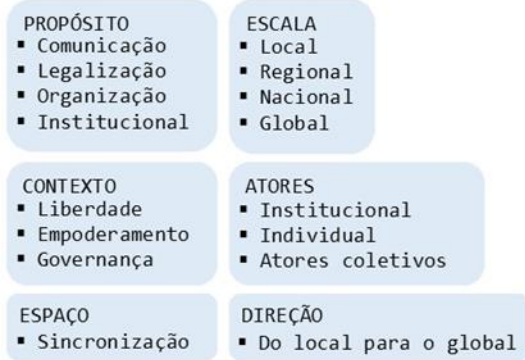 PROPÓSITO
▪ Comunicação
▪ Legalização
▪ Organização
▪ Institucional
ESCALA
▪ Local
▪ Regional
▪ Nacional
▪ Global
CONTEXTO
▪ Liberdade
▪ Empoderamento
▪ Governança
ATORES
▪ Institucional
▪ Individual
▪ Atores coletivos
ESPAÇO
▪ Sincronização
DIREÇÃO
▪ Do local para o global